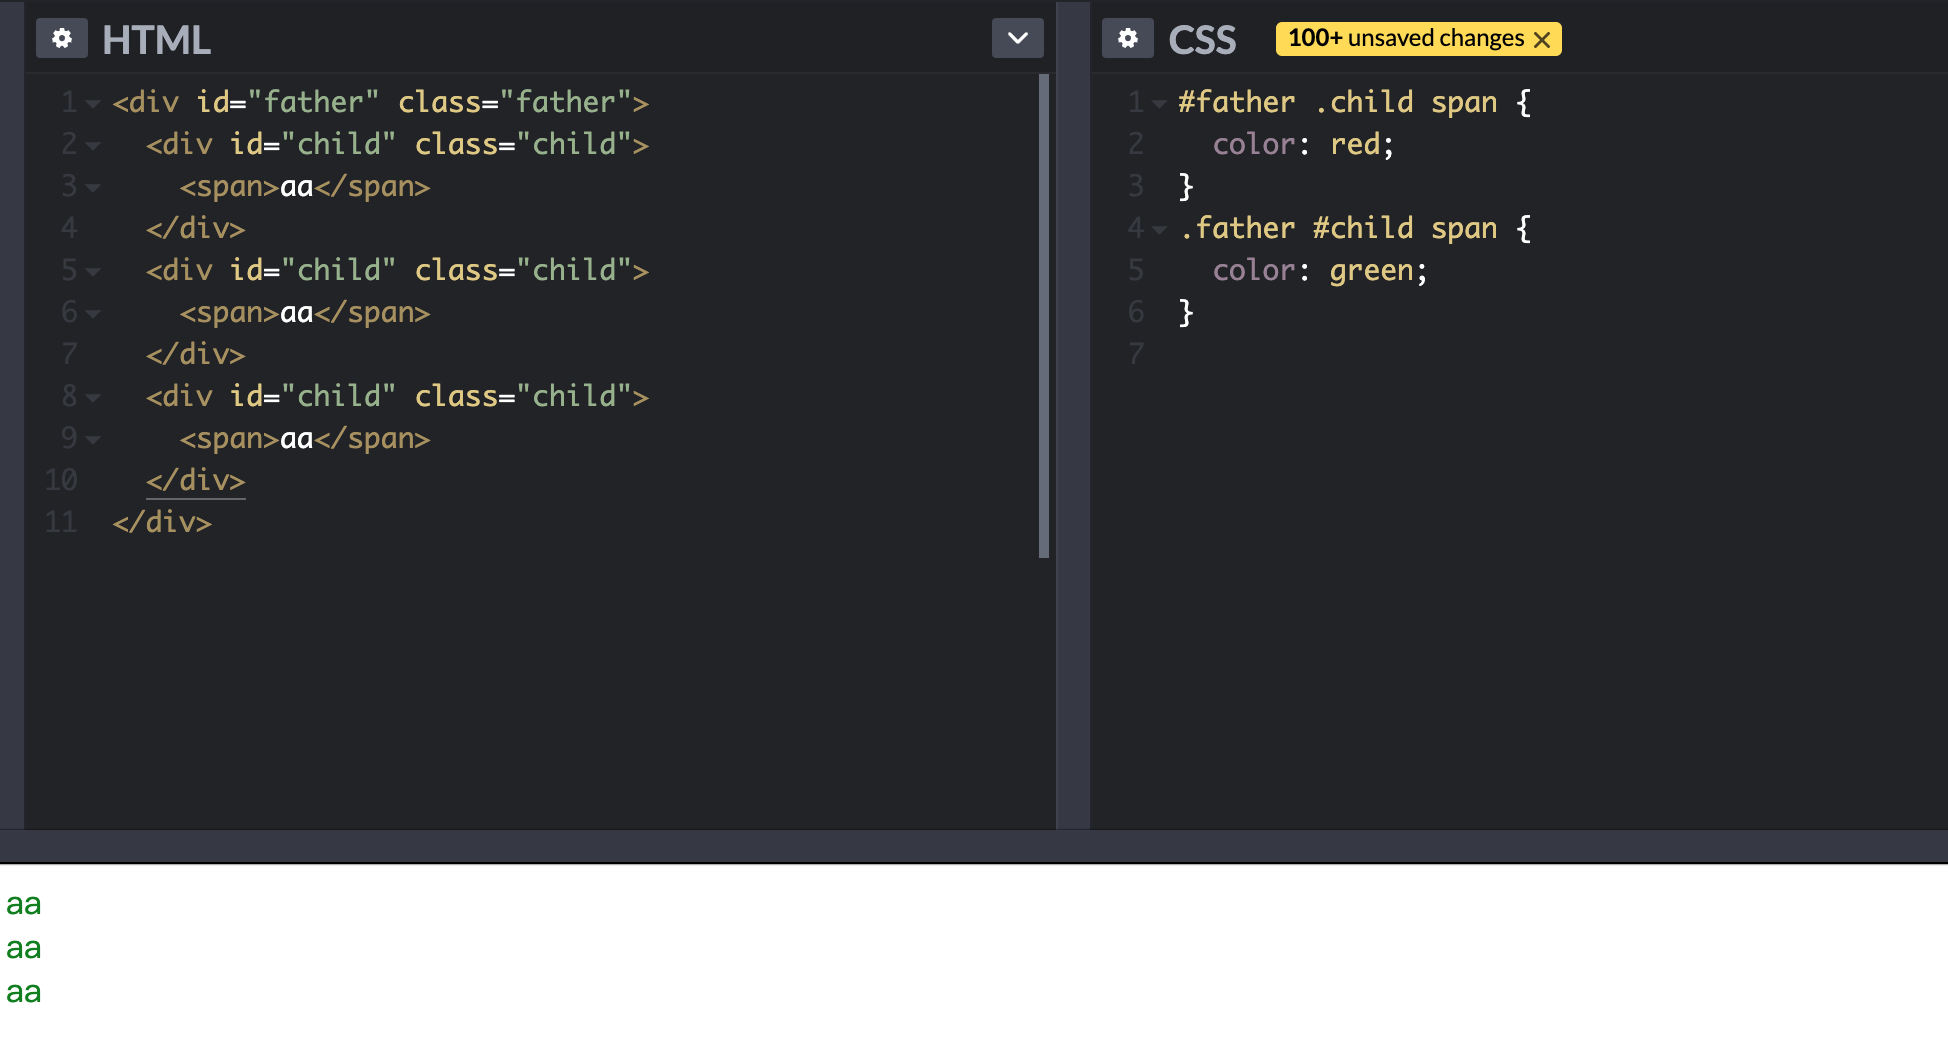 HTML
1 <div id="father" class="father">
2 <div id="child" class="child">
3 <span>aa</span>
4 </div>
5 <div id="child" class="child">
6 <span>aa</span>
7 </div>
8 <div id="child" class="child">
9 <span>aa</span>
10 </div>
11 </div>
CSS 100+ unsaved changes ×
1 #father .child span {
2 color: red;
3 }
4 .father #child span {
5 color: green;
6 }
7
aa
aa
aa